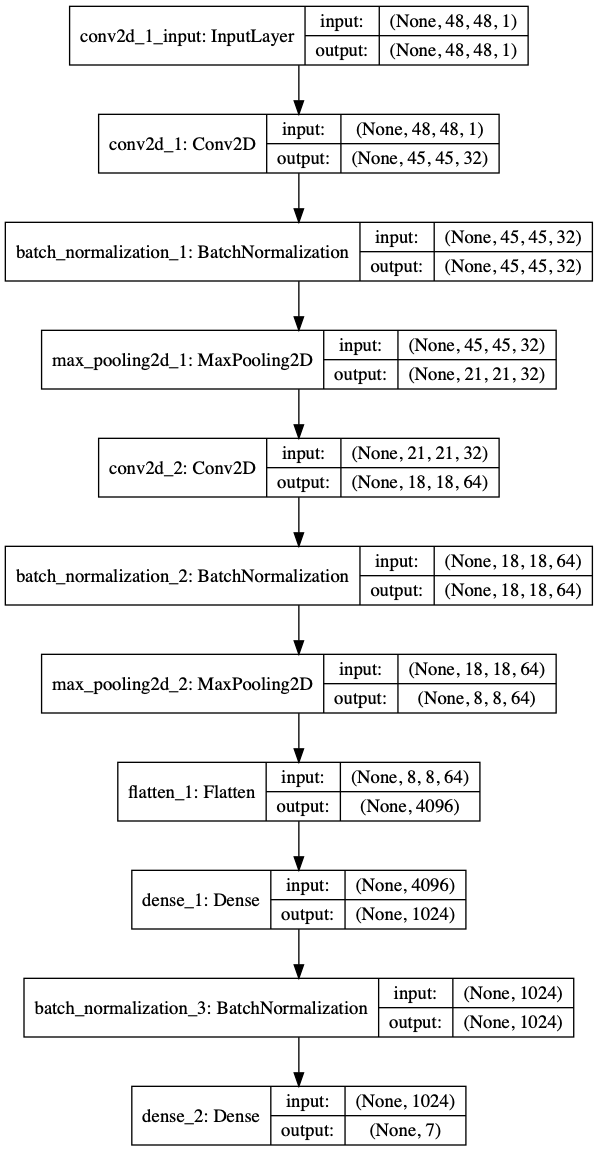 conv2d_1_input: InputLayer
input: (None, 48, 48, 1)
output: (None, 48, 48, 1)
conv2d_1: Conv2D
input: (None, 48, 48, 1)
output: (None, 45, 45, 32)
batch_normalization_1: BatchNormalization
input: (None, 45, 45, 32)
output: (None, 45, 45, 32)
max_pooling2d_1: MaxPooling2D
input: (None, 45, 45, 32)
output: (None, 21, 21, 32)
conv2d_2: Conv2D
input: (None, 21, 21, 32)
output: (None, 18, 18, 64)
batch_normalization_2: BatchNormalization
input: (None, 18, 18, 64)
output: (None, 18, 18, 64)
max_pooling2d_2: MaxPooling2D
input: (None, 18, 18, 64)
output: (None, 8, 8, 64)
flatten_1: Flatten
input: (None, 8, 8, 64)
output: (None, 4096)
dense_1: Dense
input: (None, 4096)
output: (None, 1024)
batch_normalization_3: BatchNormalization
input: (None, 1024)
output: (None, 1024)
dense_2: Dense
input: (None, 1024)
output: (None, 7)